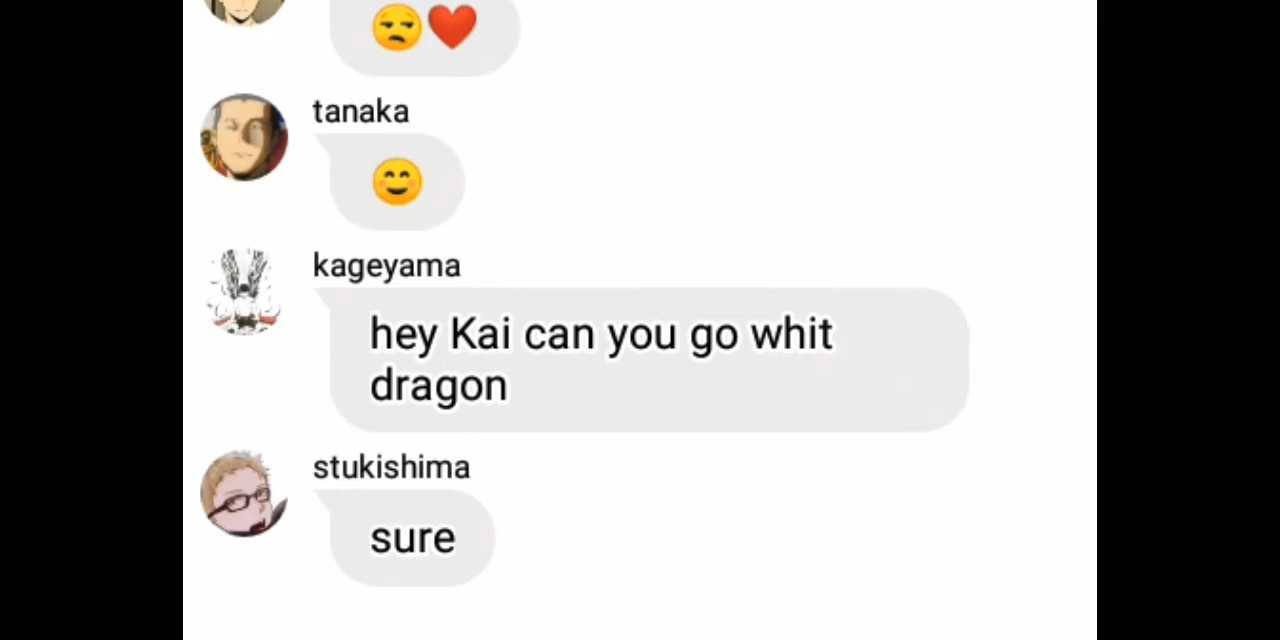 😒❤️
tanaka
😊
kageyama
hey Kai can you go whit
dragon
stukishima
sure